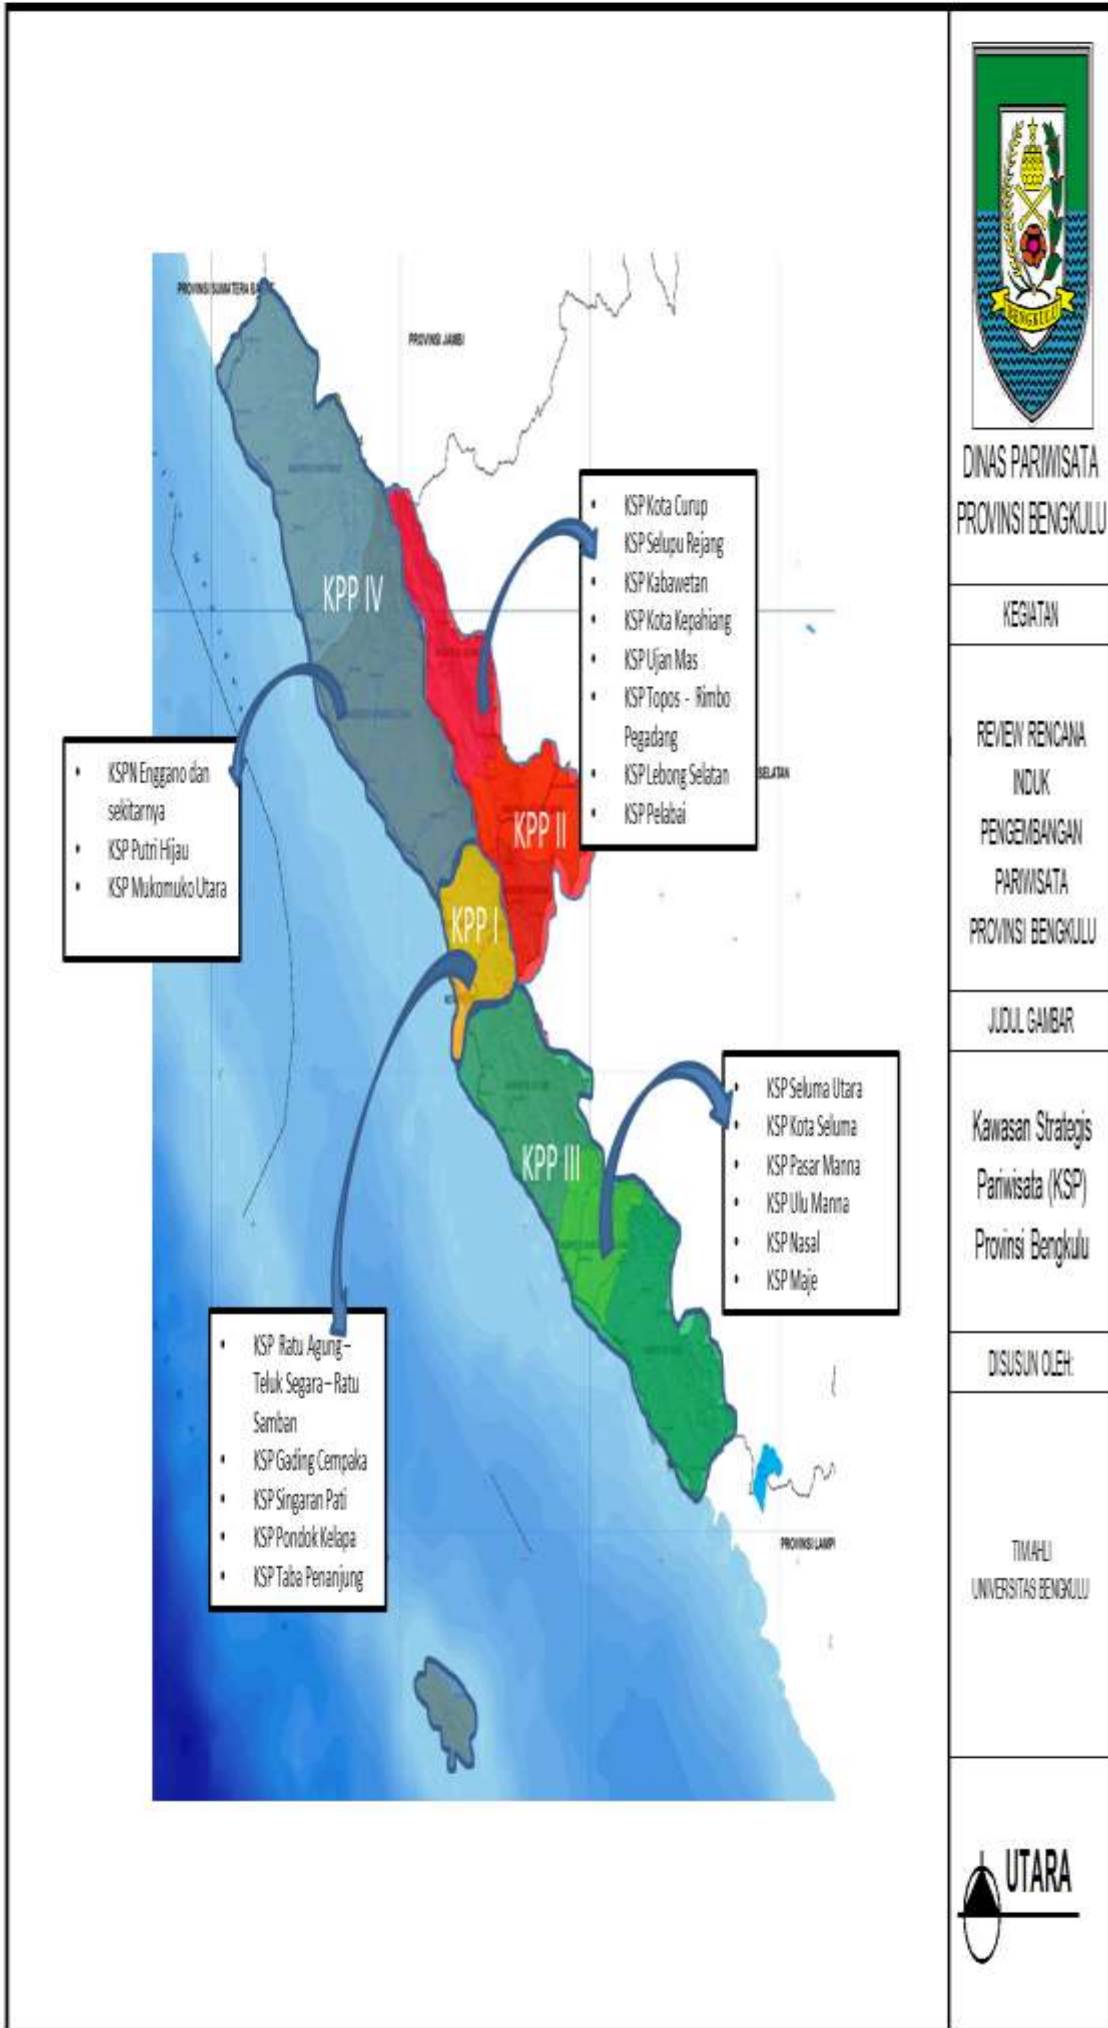 PROVINSI SUMATERA BA
PROVINSI JAMBI
KPP IV
• KSP Kota Curup
• KSP Selupu Rejang
• KSP Kabawetan
• KSP Kota Kepahiang
• KSP Ujan Mas
• KSP Topos - Rimbo
Pegadang
• KSP Lebong Selatan
• KSP Pelabai
SELATAN
• KSPN Enggano dan
sekitarnya
• KSP Putri Hijau
• KSP Mukomuko Utara
KPP II
KPP I
KPP III
• KSP Seluma Utara
• KSP Kota Seluma
• KSP Pasar Manna
• KSP Ulu Manna
• KSP Nasal
• KSP Maje
• KSP Ratu Agung –
Teluk Segara – Ratu
Samban
• KSP Gading Cempaka
• KSP Singaran Pati
• KSP Pondok Kelapa
• KSP Taba Penanjung
PROVINSI LAMPI
BENGKULU
DINAS PARIWISATA
PROVINSI BENGKULU
KEGIATAN
REVIEW RENCANA
INDUK
PENGEMBANGAN
PARIWISATA
PROVINSI BENGKULU
JUDUL GAMBAR
Kawasan Strategis
Pariwisata (KSP)
Provinsi Bengkulu
DISUSUN OLEH:
TIM AHLI
UNIVERSITAS BENGKULU
UTARA